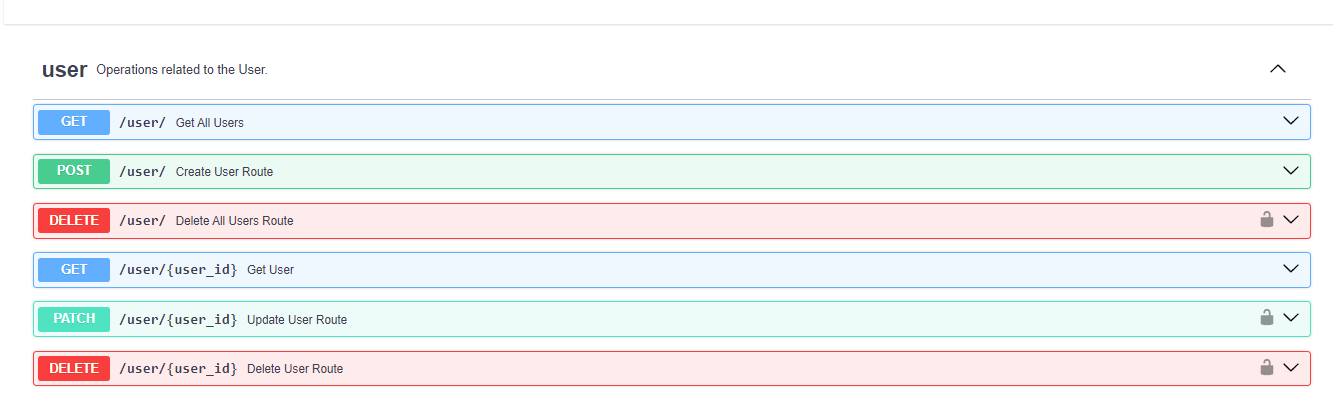 user Operations related to the User.
GET /user/ Get All Users
POST /user/ Create User Route
DELETE /user/ Delete All Users Route
GET /user/{user_id} Get User
PATCH /user/{user_id} Update User Route
DELETE /user/{user_id} Delete User Route